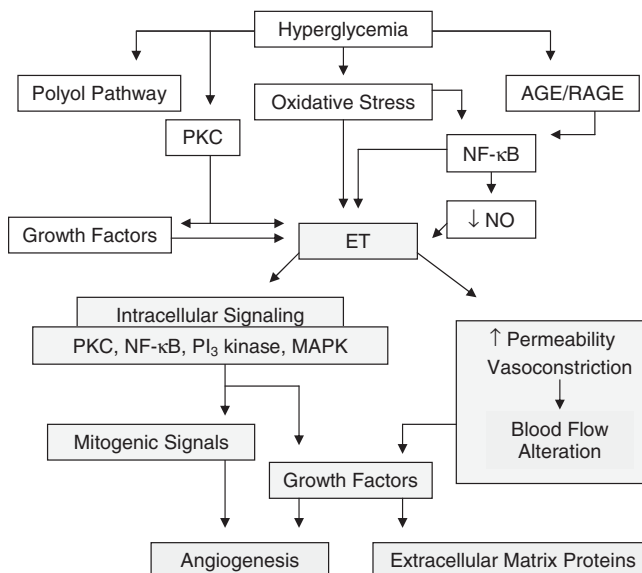 Hyperglycemia
Polyol Pathway
Oxidative Stress
AGE/RAGE
PKC
NF-κB
Growth Factors
↓ NO
ET
Intracellular Signaling
PKC, NF-κB, PI₃ kinase, MAPK
↑ Permeability
Vasoconstriction
Blood Flow
Alteration
Mitogenic Signals
Growth Factors
Angiogenesis
Extracellular Matrix Proteins